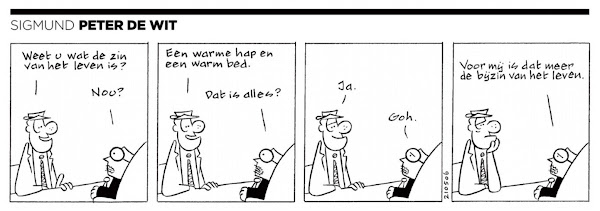 SIGMUND PETER DE WIT
Weet u wat de zin
van het leven is?
Nou?
Een warme hap en
een warm bed.
Dat is alles?
Ja.
Goh.
Voor mij is dat meer
de bijzin van het leven.
210506